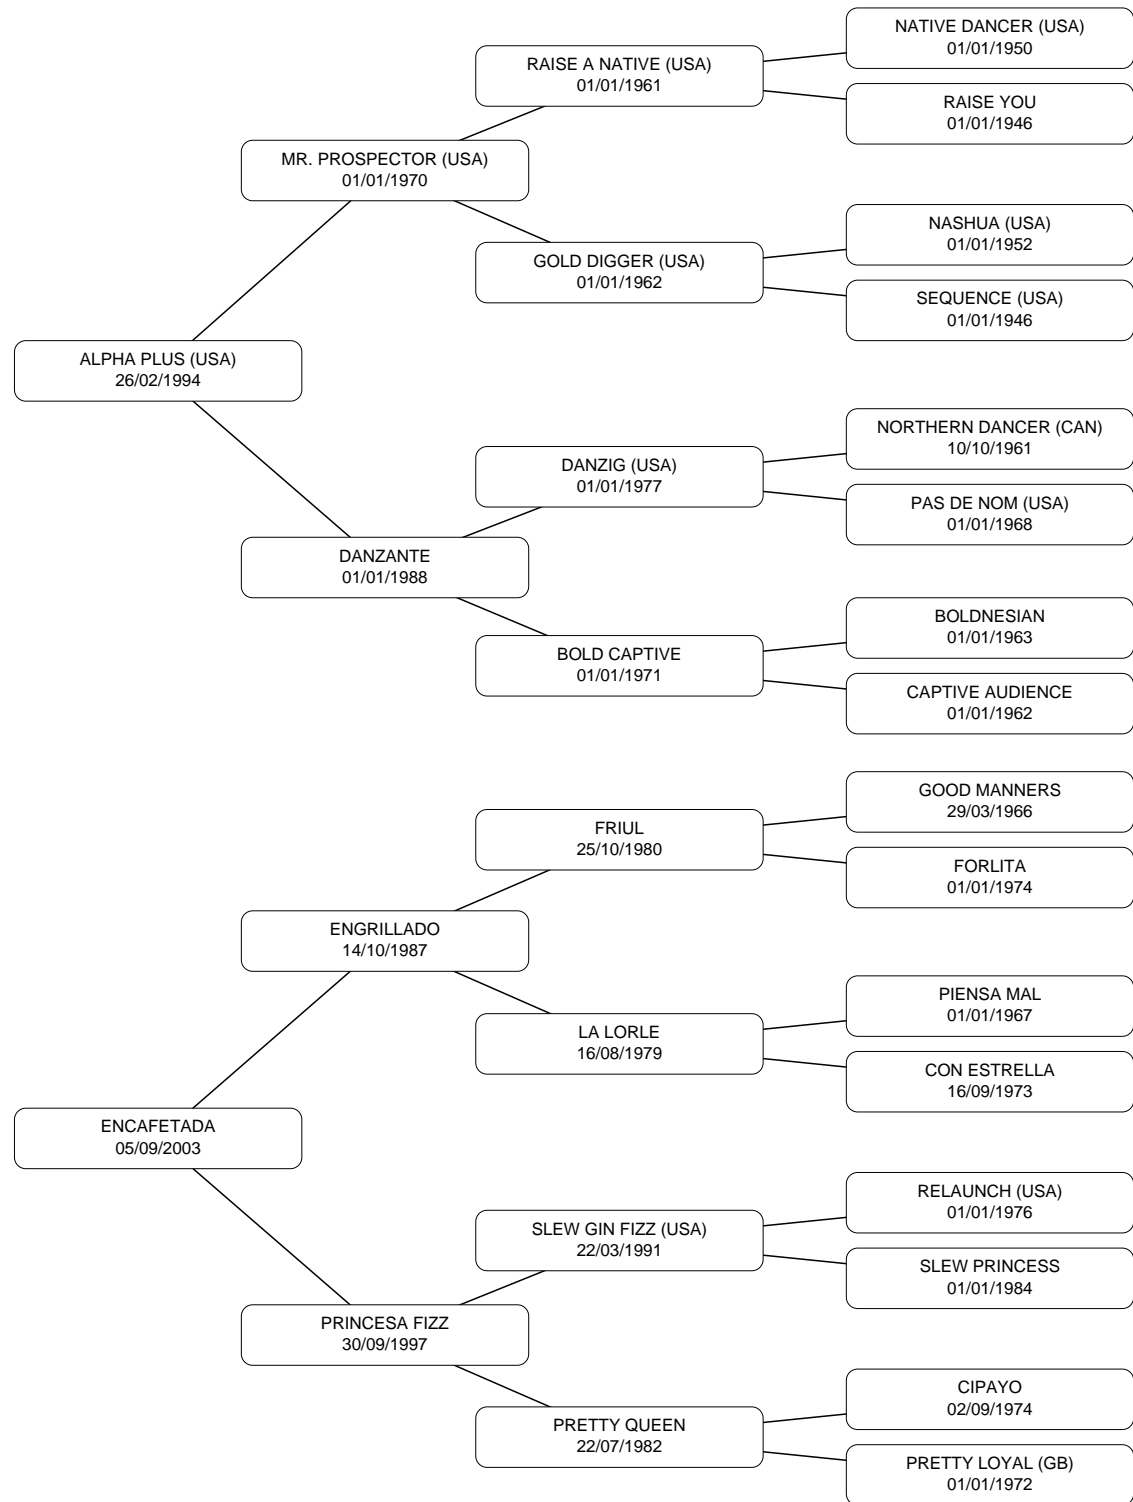 NATIVE DANCER (USA)
01/01/1950
RAISE A NATIVE (USA)
01/01/1961
RAISE YOU
01/01/1946
MR. PROSPECTOR (USA)
01/01/1970
NASHUA (USA)
01/01/1952
GOLD DIGGER (USA)
01/01/1962
SEQUENCE (USA)
01/01/1946
ALPHA PLUS (USA)
26/02/1994
NORTHERN DANCER (CAN)
10/10/1961
DANZIG (USA)
01/01/1977
PAS DE NOM (USA)
01/01/1968
DANZANTE
01/01/1988
BOLDNESIAN
01/01/1963
BOLD CAPTIVE
01/01/1971
CAPTIVE AUDIENCE
01/01/1962
GOOD MANNERS
29/03/1966
FRIUL
25/10/1980
FORLITA
01/01/1974
ENGRILLADO
14/10/1987
PIENSA MAL
01/01/1967
LA LORLE
16/08/1979
CON ESTRELLA
16/09/1973
ENCAFETADA
05/09/2003
RELAUNCH (USA)
01/01/1976
SLEW GIN FIZZ (USA)
22/03/1991
SLEW PRINCESS
01/01/1984
PRINCESA FIZZ
30/09/1997
CIPAYO
02/09/1974
PRETTY QUEEN
22/07/1982
PRETTY LOYAL (GB)
01/01/1972